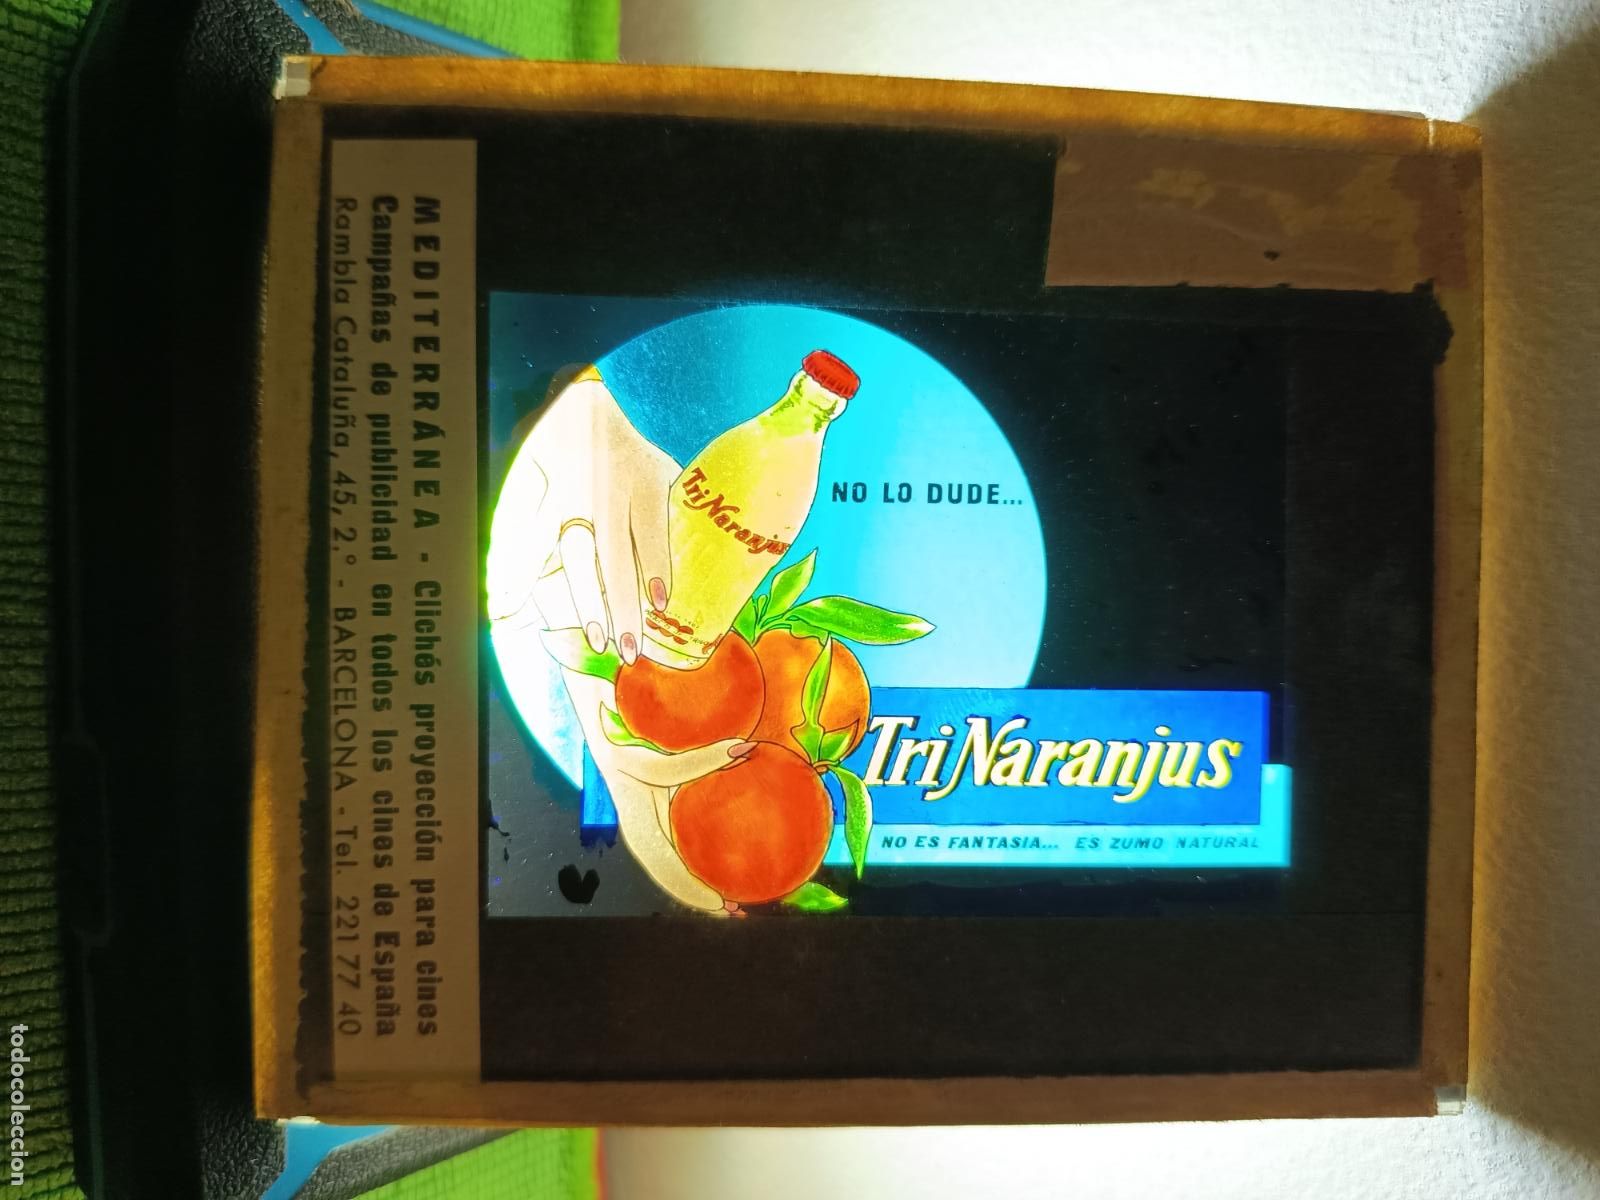 MEDITERRÁNEA - Clichés proyección para cines
Campañas de publicidad en todos los cines de España
Rambla Cataluña, 45, 2.º - BARCELONA - Tel. 221 77 40
NO LO DUDE...
TriNaranjus
TriNaranjus
NO ES FANTASIA... ES ZUMO NATURAL
todocoleccion